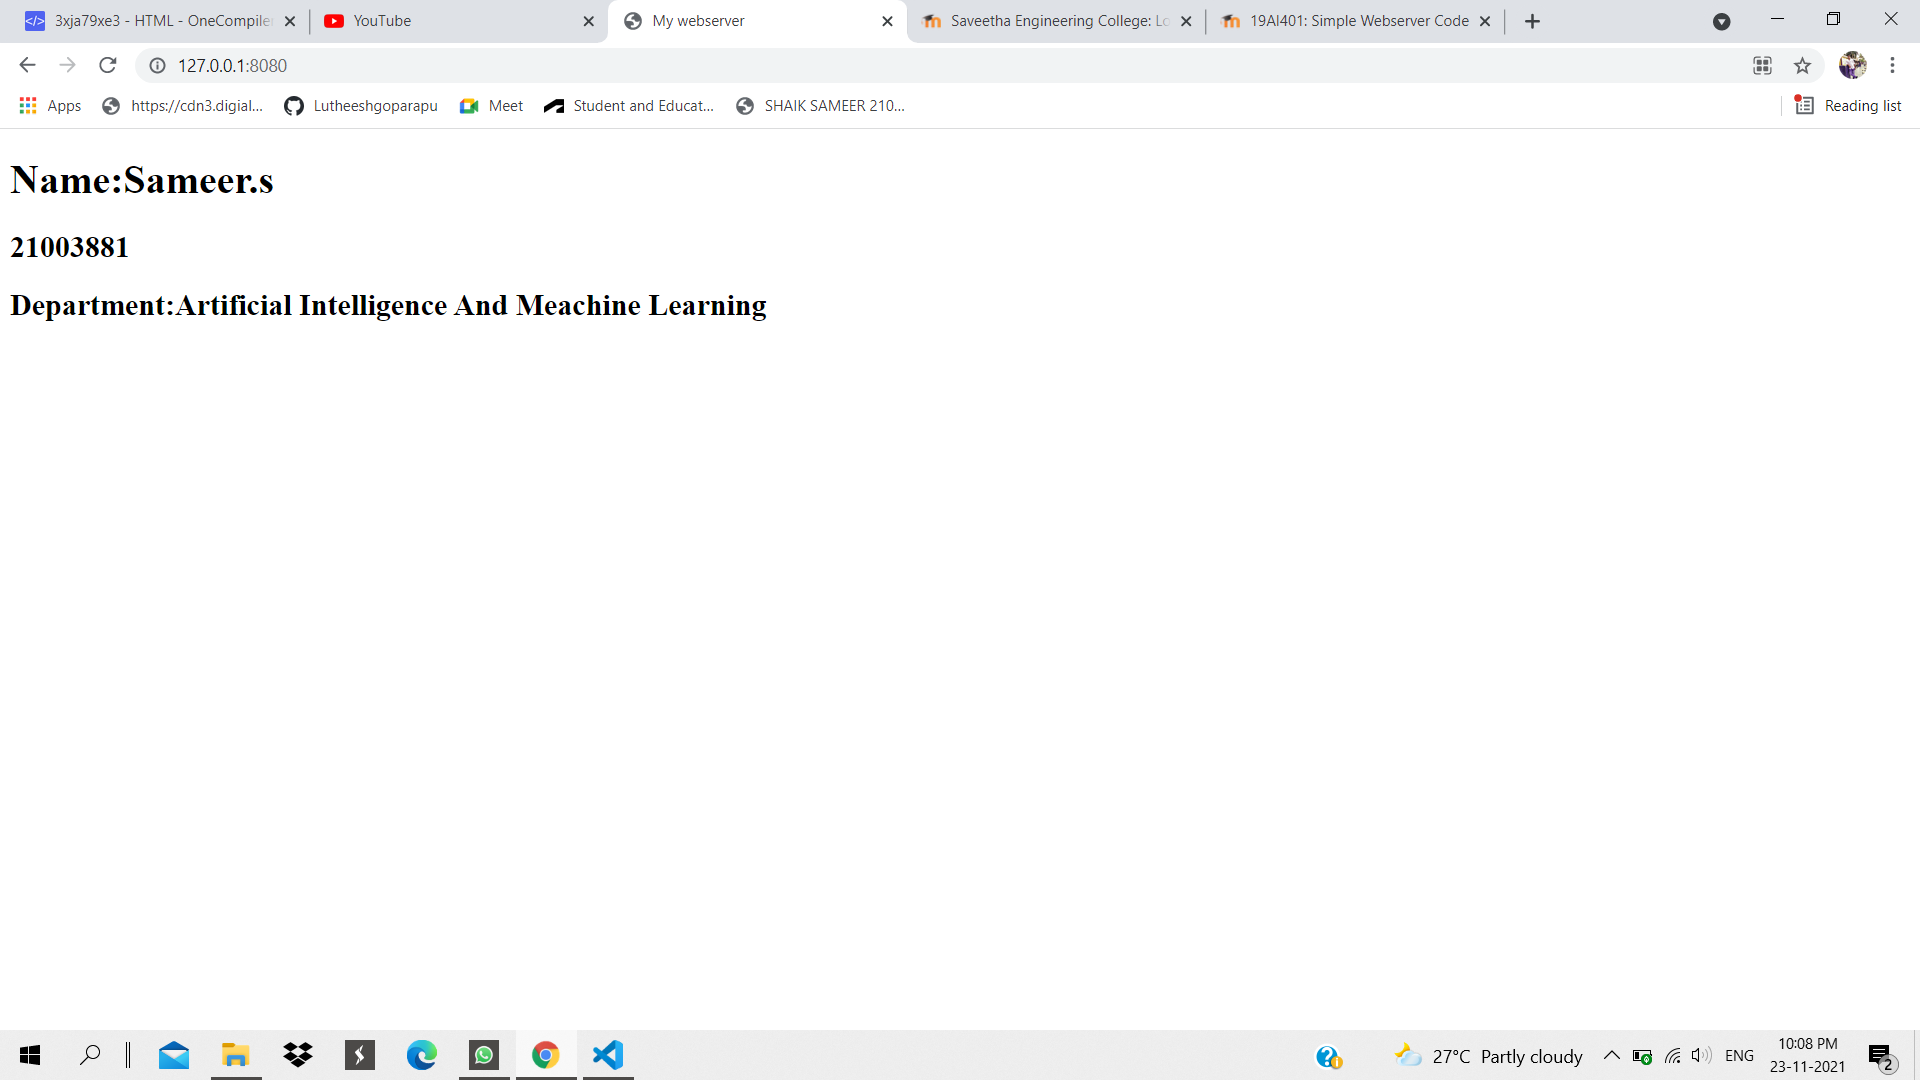 3xja79xe3 - HTML - OneCompiler
YouTube
My webserver
Saveetha Engineering College: Lo
19AI401: Simple Webserver Code
127.0.0.1:8080
Apps
https://cdn3.digial...
Lutheeshgoparapu
Meet
Student and Educat...
SHAIK SAMEER 210...
Reading list
Name:Sameer.s
21003881
Department:Artificial Intelligence And Meachine Learning
27°C Partly cloudy
ENG
10:08 PM
23-11-2021
2